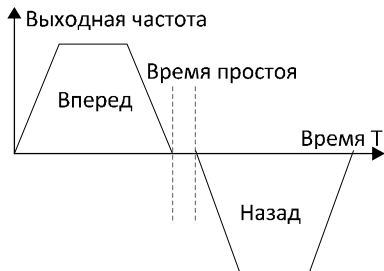 Выходная частота
Время простоя
Вперед
Время T
Назад